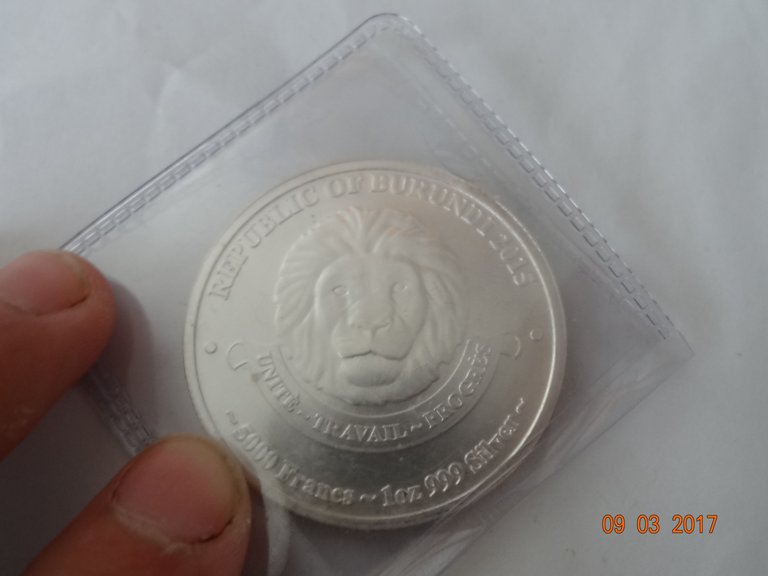 REPUBLIC OF BURUNDI 2015
UNITÉ - TRAVAIL ~ PROGRÈS
~ 5000 Francs ~ 1oz 999 Silver ~
09 03 2017